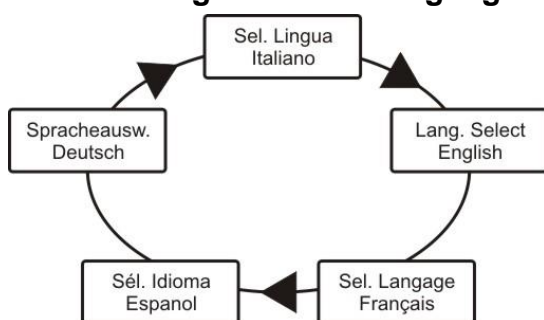 Sel. Lingua
Italiano
Spracheausw.
Deutsch
Lang. Select
English
Sél. Idioma
Espanol
Sel. Langage
Français